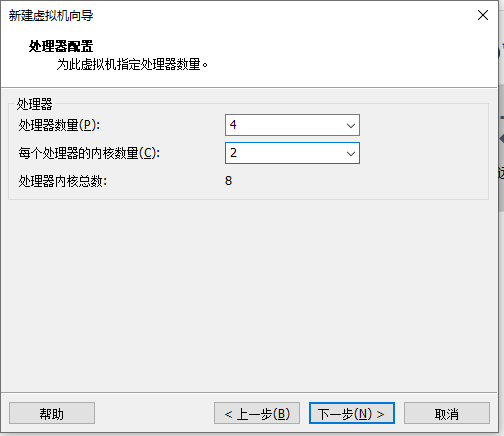 新建虚拟机向导
处理器配置
为此虚拟机指定处理器数量。
处理器
处理器数量(P):
4
每个处理器的内核数量(C):
2
处理器内核总数:
8
帮助
< 上一步(B)
下一步(N) >
取消